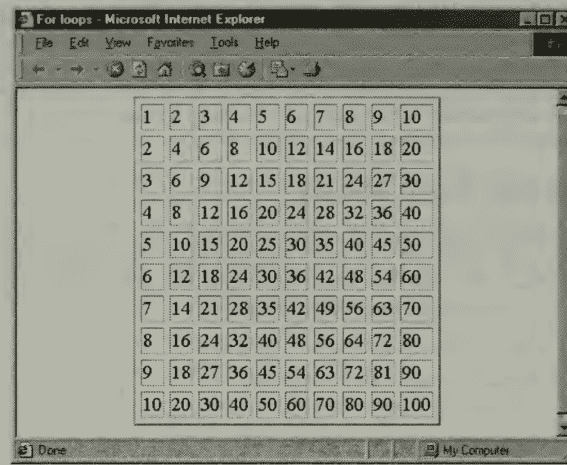 For loops - Microsoft Internet Explorer
File Edit View Favorites Tools Help
1 2 3 4 5 6 7 8 9 10
2 4 6 8 10 12 14 16 18 20
3 6 9 12 15 18 21 24 27 30
4 8 12 16 20 24 28 32 36 40
5 10 15 20 25 30 35 40 45 50
6 12 18 24 30 36 42 48 54 60
7 14 21 28 35 42 49 56 63 70
8 16 24 32 40 48 56 64 72 80
9 18 27 36 45 54 63 72 81 90
10 20 30 40 50 60 70 80 90 100
Done My Computer